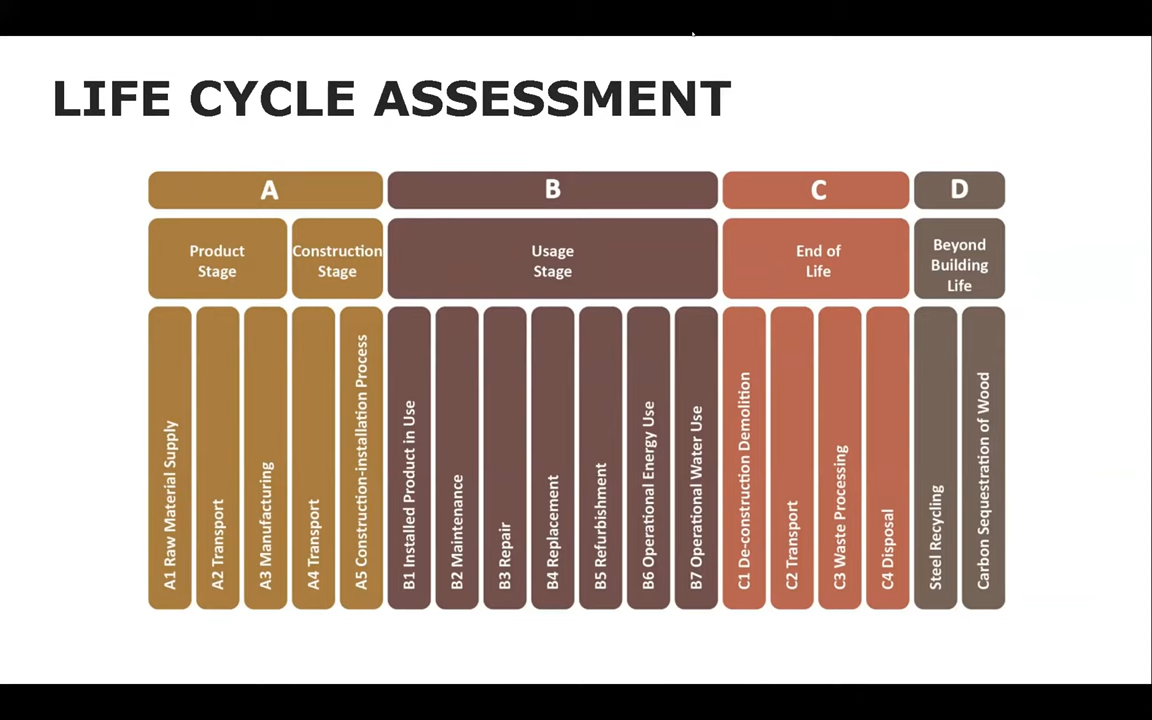 LIFE CYCLE ASSESSMENT
A
B
C
D
Product
Stage
Construction
Stage
Usage
Stage
End of
Life
Beyond
Building
Life
A1 Raw Material Supply
A2 Transport
A3 Manufacturing
A4 Transport
A5 Construction-installation Process
B1 Installed Product in Use
B2 Maintenance
B3 Repair
B4 Replacement
B5 Refurbishment
B6 Operational Energy Use
B7 Operational Water Use
C1 De-construction Demolition
C2 Transport
C3 Waste Processing
C4 Disposal
Steel Recycling
Carbon Sequestration of Wood